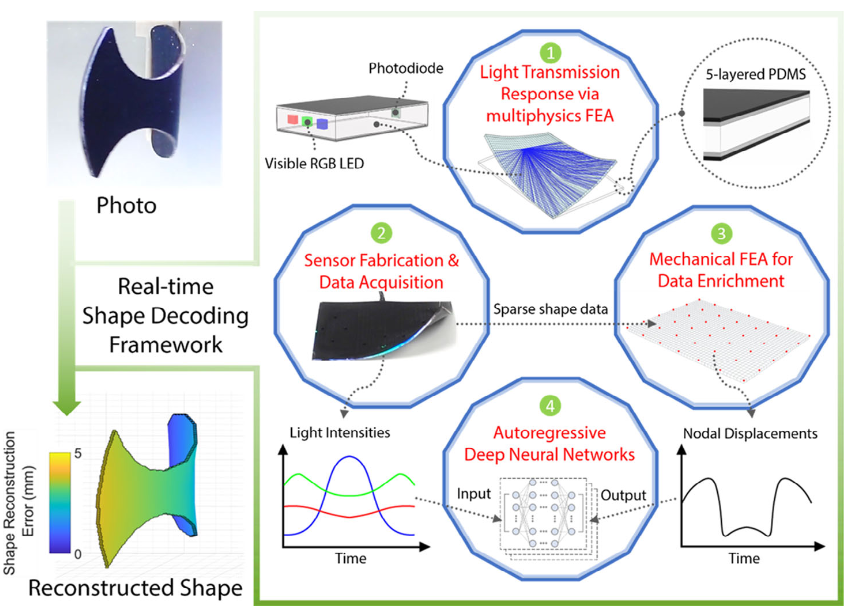 Photo
Real-time
Shape Decoding
Framework
Shape Reconstruction
Error (mm)
5
0
Reconstructed Shape
1
Light Transmission
Response via
multiphysics FEA
Photodiode
Visible RGB LED
5-layered PDMS
2
Sensor Fabrication &
Data Acquisition
Sparse shape data
3
Mechanical FEA for
Data Enrichment
Light Intensities
Time
4
Autoregressive
Deep Neural Networks
Input
Output
Nodal Displacements
Time